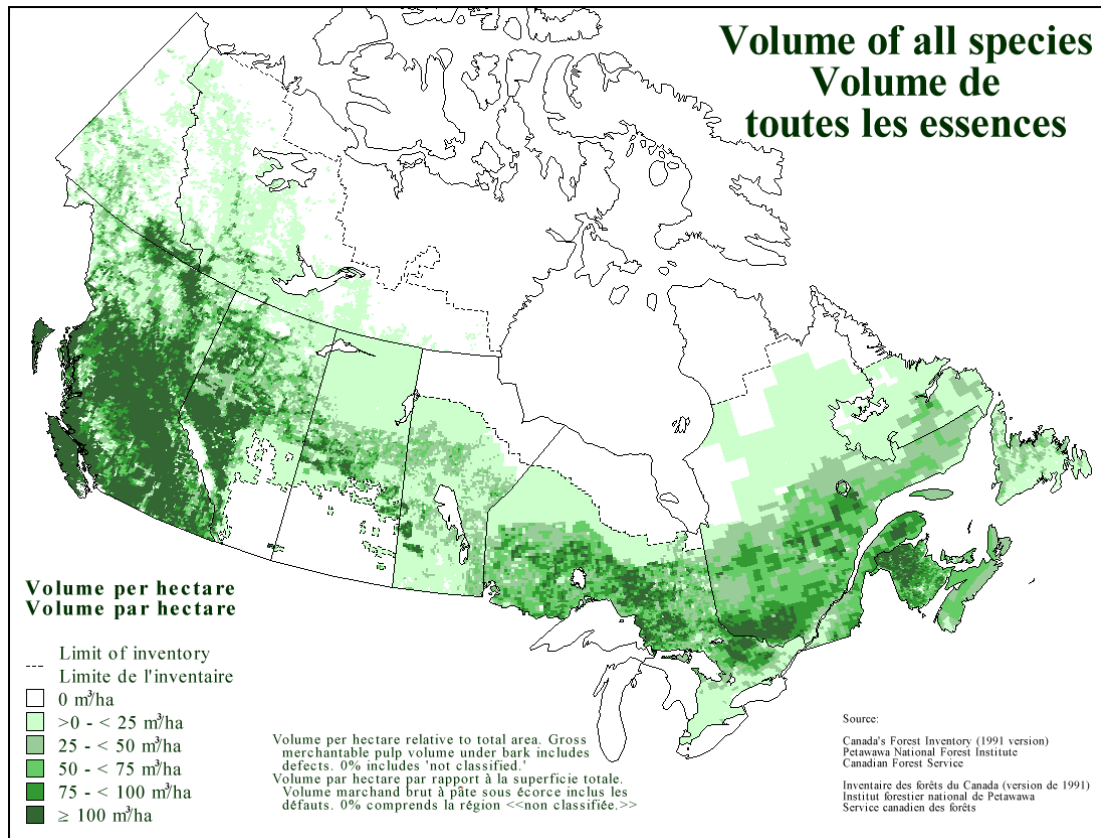 Volume of all species
Volume de
toutes les essences
Volume per hectare
Volume par hectare
Limit of inventory
Limite de l'inventaire
0 m³/ha
>0 - < 25 m³/ha
25 - < 50 m³/ha
50 - < 75 m³/ha
75 - < 100 m³/ha
≥ 100 m³/ha
Volume per hectare relative to total area. Gross
merchantable pulp volume under bark includes
defects. 0% includes 'not classified.'
Volume par hectare par rapport à la superficie totale.
Volume marchand brut à pâte sous écorce inclus les
défauts. 0% comprends la région <<non classifiée.>>
Source:
Canada's Forest Inventory (1991 version)
Petawawa National Forest Institute
Canadian Forest Service
Inventaire des forêts du Canada (version de 1991)
Institut forestier national de Petawawa
Service canadien des forêts